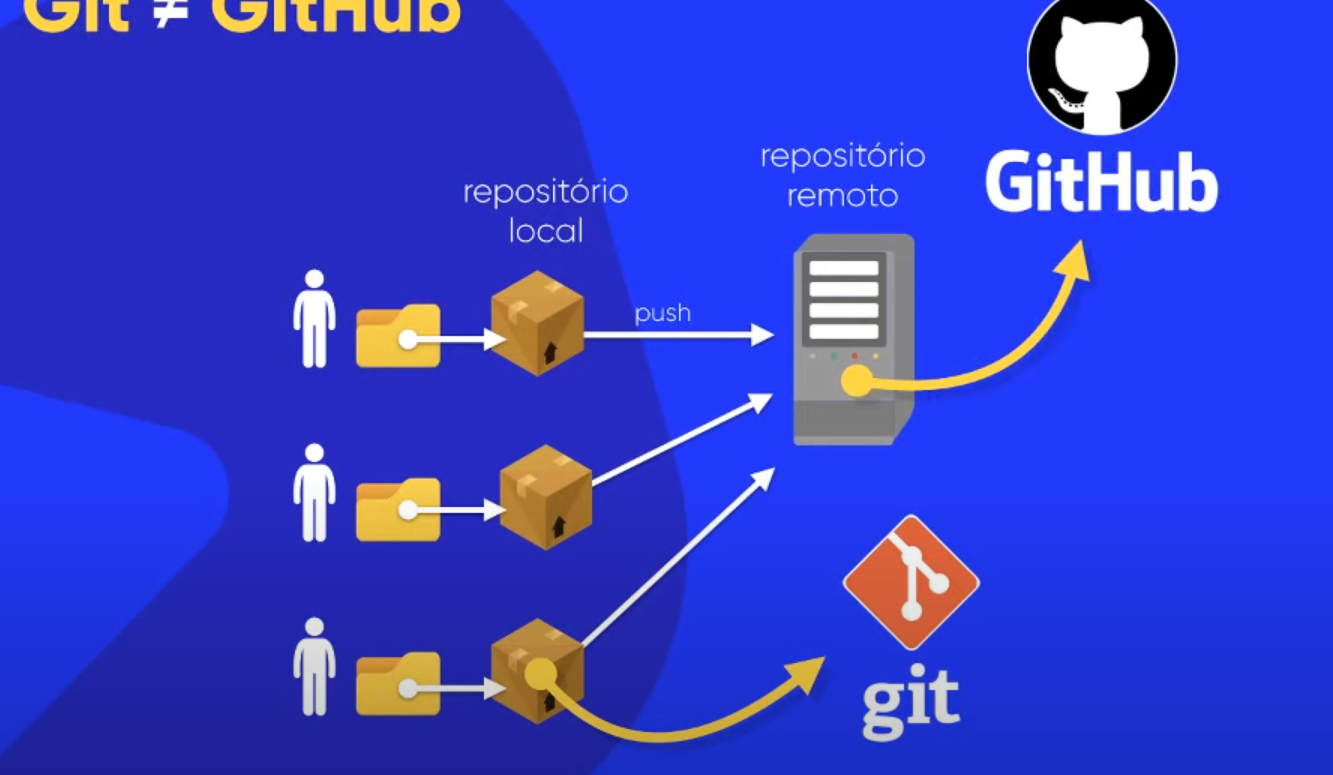 Git ≠ GitHub
GitHub
repositório
remoto
repositório
local
push
git